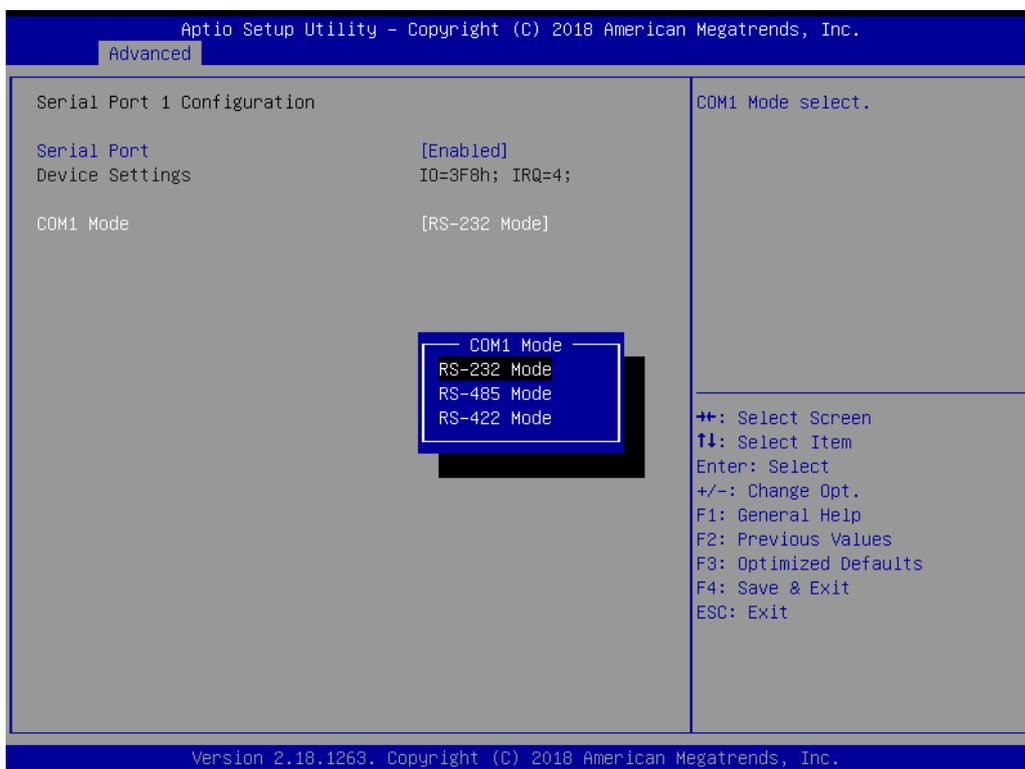 Aptio Setup Utility – Copyright (C) 2018 American Megatrends, Inc.
Advanced
Serial Port 1 Configuration
Serial Port [Enabled]
Device Settings IO=3F8h; IRQ=4;
COM1 Mode [RS-232 Mode]
COM1 Mode
RS-232 Mode
RS-485 Mode
RS-422 Mode
COM1 Mode select.
→←: Select Screen
↑↓: Select Item
Enter: Select
+/-: Change Opt.
F1: General Help
F2: Previous Values
F3: Optimized Defaults
F4: Save & Exit
ESC: Exit
Version 2.18.1263. Copyright (C) 2018 American Megatrends, Inc.